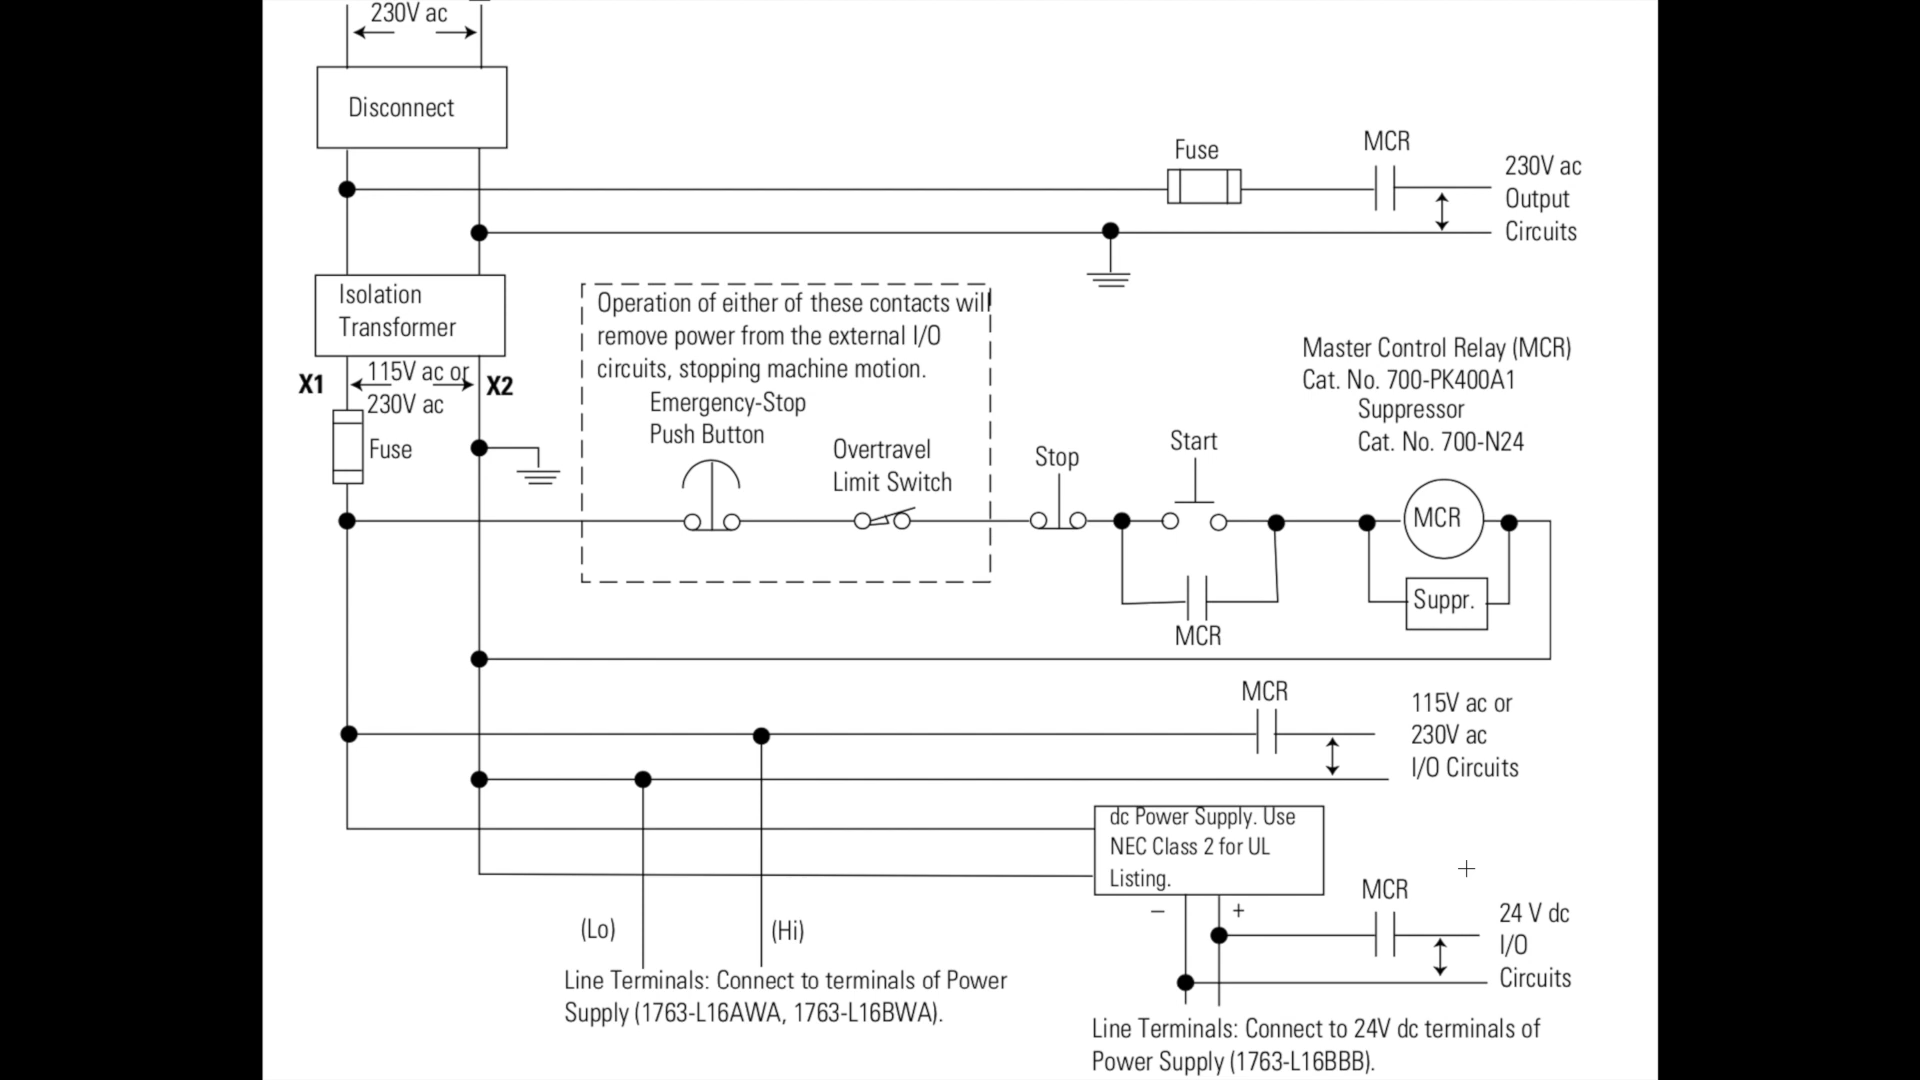 230V ac
Disconnect
Fuse
MCR
230V ac
Output
Circuits
Isolation
Transformer
X1
115V ac or
230V ac
X2
Fuse
Operation of either of these contacts will
remove power from the external I/O
circuits, stopping machine motion.
Emergency-Stop
Push Button
Overtravel
Limit Switch
Stop
Start
Master Control Relay (MCR)
Cat. No. 700-PK400A1
Suppressor
Cat. No. 700-N24
MCR
Suppr.
MCR
MCR
115V ac or
230V ac
I/O Circuits
dc Power Supply. Use
NEC Class 2 for UL
Listing.
– +
MCR
24 V dc
I/O
Circuits
(Lo)
(Hi)
Line Terminals: Connect to terminals of Power
Supply (1763-L16AWA, 1763-L16BWA).
Line Terminals: Connect to 24V dc terminals of
Power Supply (1763-L16BBB).